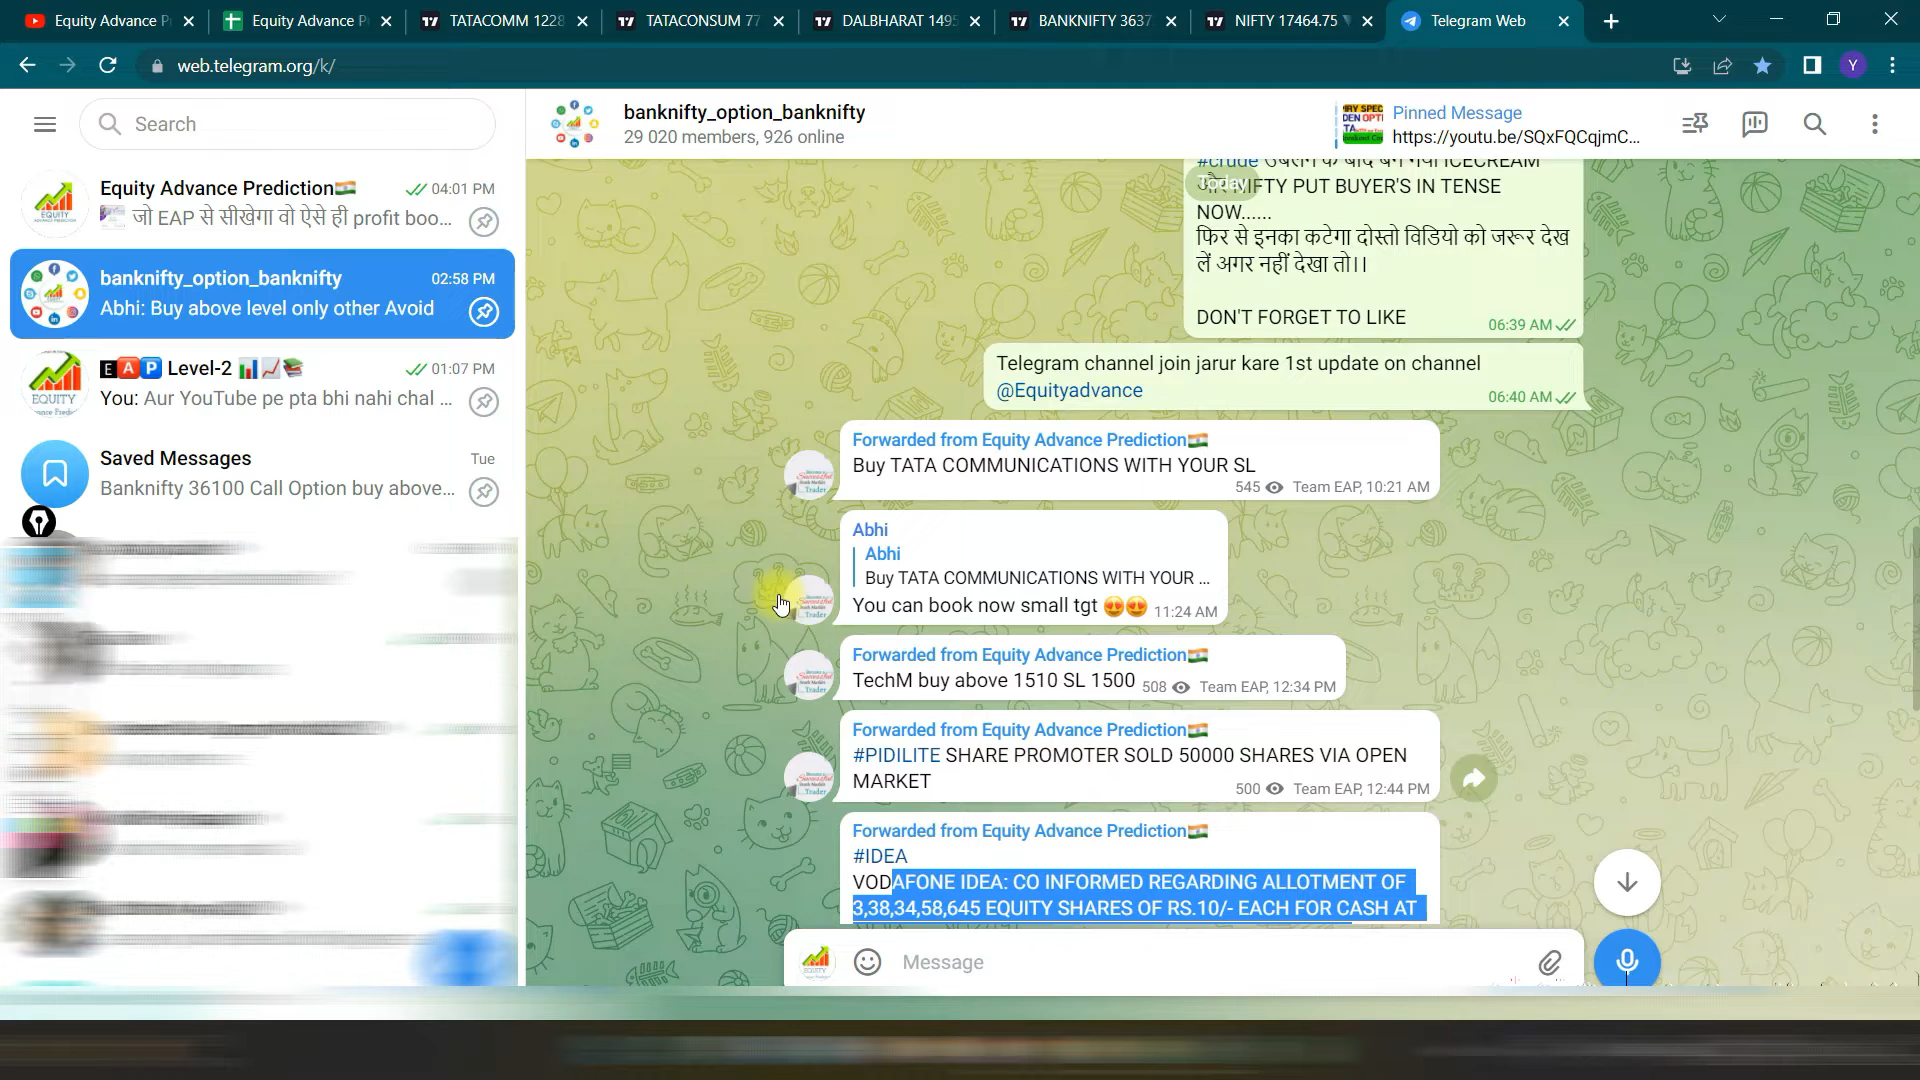 Equity Advance P
Equity Advance P
TATACOMM 1228
TATACONSUM 77
DALBHARAT 1495
BANKNIFTY 3637
NIFTY 17464.75
Telegram Web
web.telegram.org/k/
Y
Search
Equity Advance Prediction🇮🇳
04:01 PM
जो EAP से सीखेगा वो ऐसे ही profit boo...
banknifty_option_banknifty
02:58 PM
Abhi: Buy above level only other Avoid
🅴🅰🅿 Level-2 📊📈📚
01:07 PM
You: Aur YouTube pe pta bhi nahi chal ...
Saved Messages
Tue
Banknifty 36100 Call Option buy above...
banknifty_option_banknifty
29 020 members, 926 online
Pinned Message
https://youtu.be/SQxFQCqjmC...
Today
#crude उबलने के बाद बन गया ICECREAM
और NIFTY PUT BUYER'S IN TENSE
NOW......
फिर से इनका कटेगा दोस्तो विडियो को जरूर देख
लें अगर नहीं देखा तो।।
DON'T FORGET TO LIKE
06:39 AM
Telegram channel join jarur kare 1st update on channel
@Equityadvance
06:40 AM
Forwarded from Equity Advance Prediction🇮🇳
Buy TATA COMMUNICATIONS WITH YOUR SL
545 Team EAP, 10:21 AM
Abhi
Abhi
Buy TATA COMMUNICATIONS WITH YOUR ...
You can book now small tgt 😍😍 11:24 AM
Forwarded from Equity Advance Prediction🇮🇳
TechM buy above 1510 SL 1500 508 Team EAP, 12:34 PM
Forwarded from Equity Advance Prediction🇮🇳
#PIDILITE SHARE PROMOTER SOLD 50000 SHARES VIA OPEN
MARKET
500 Team EAP, 12:44 PM
Forwarded from Equity Advance Prediction🇮🇳
#IDEA
VODAFONE IDEA: CO INFORMED REGARDING ALLOTMENT OF
3,38,34,58,645 EQUITY SHARES OF RS.10/- EACH FOR CASH AT
Message